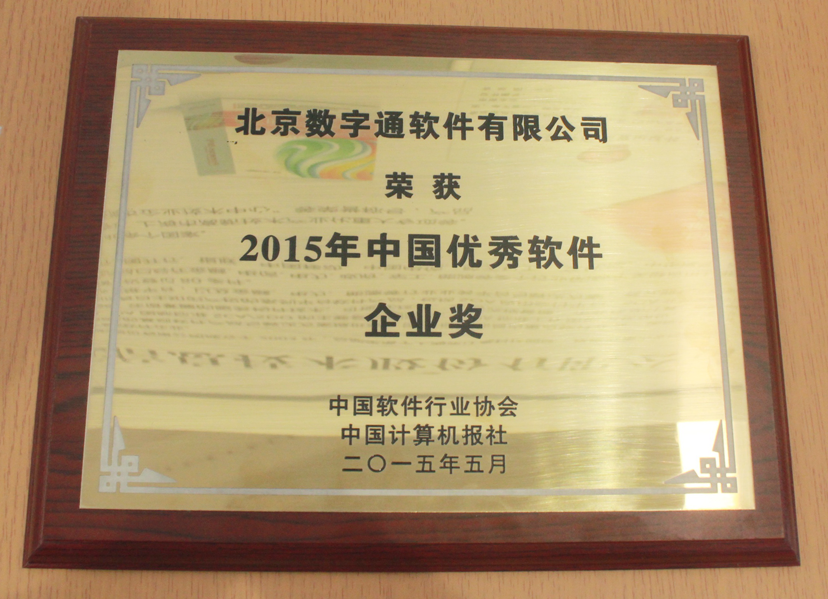 北京数字通软件有限公司
荣获
2015年中国优秀软件
企业奖
中国软件行业协会
中国计算机报社
二〇一五年五月